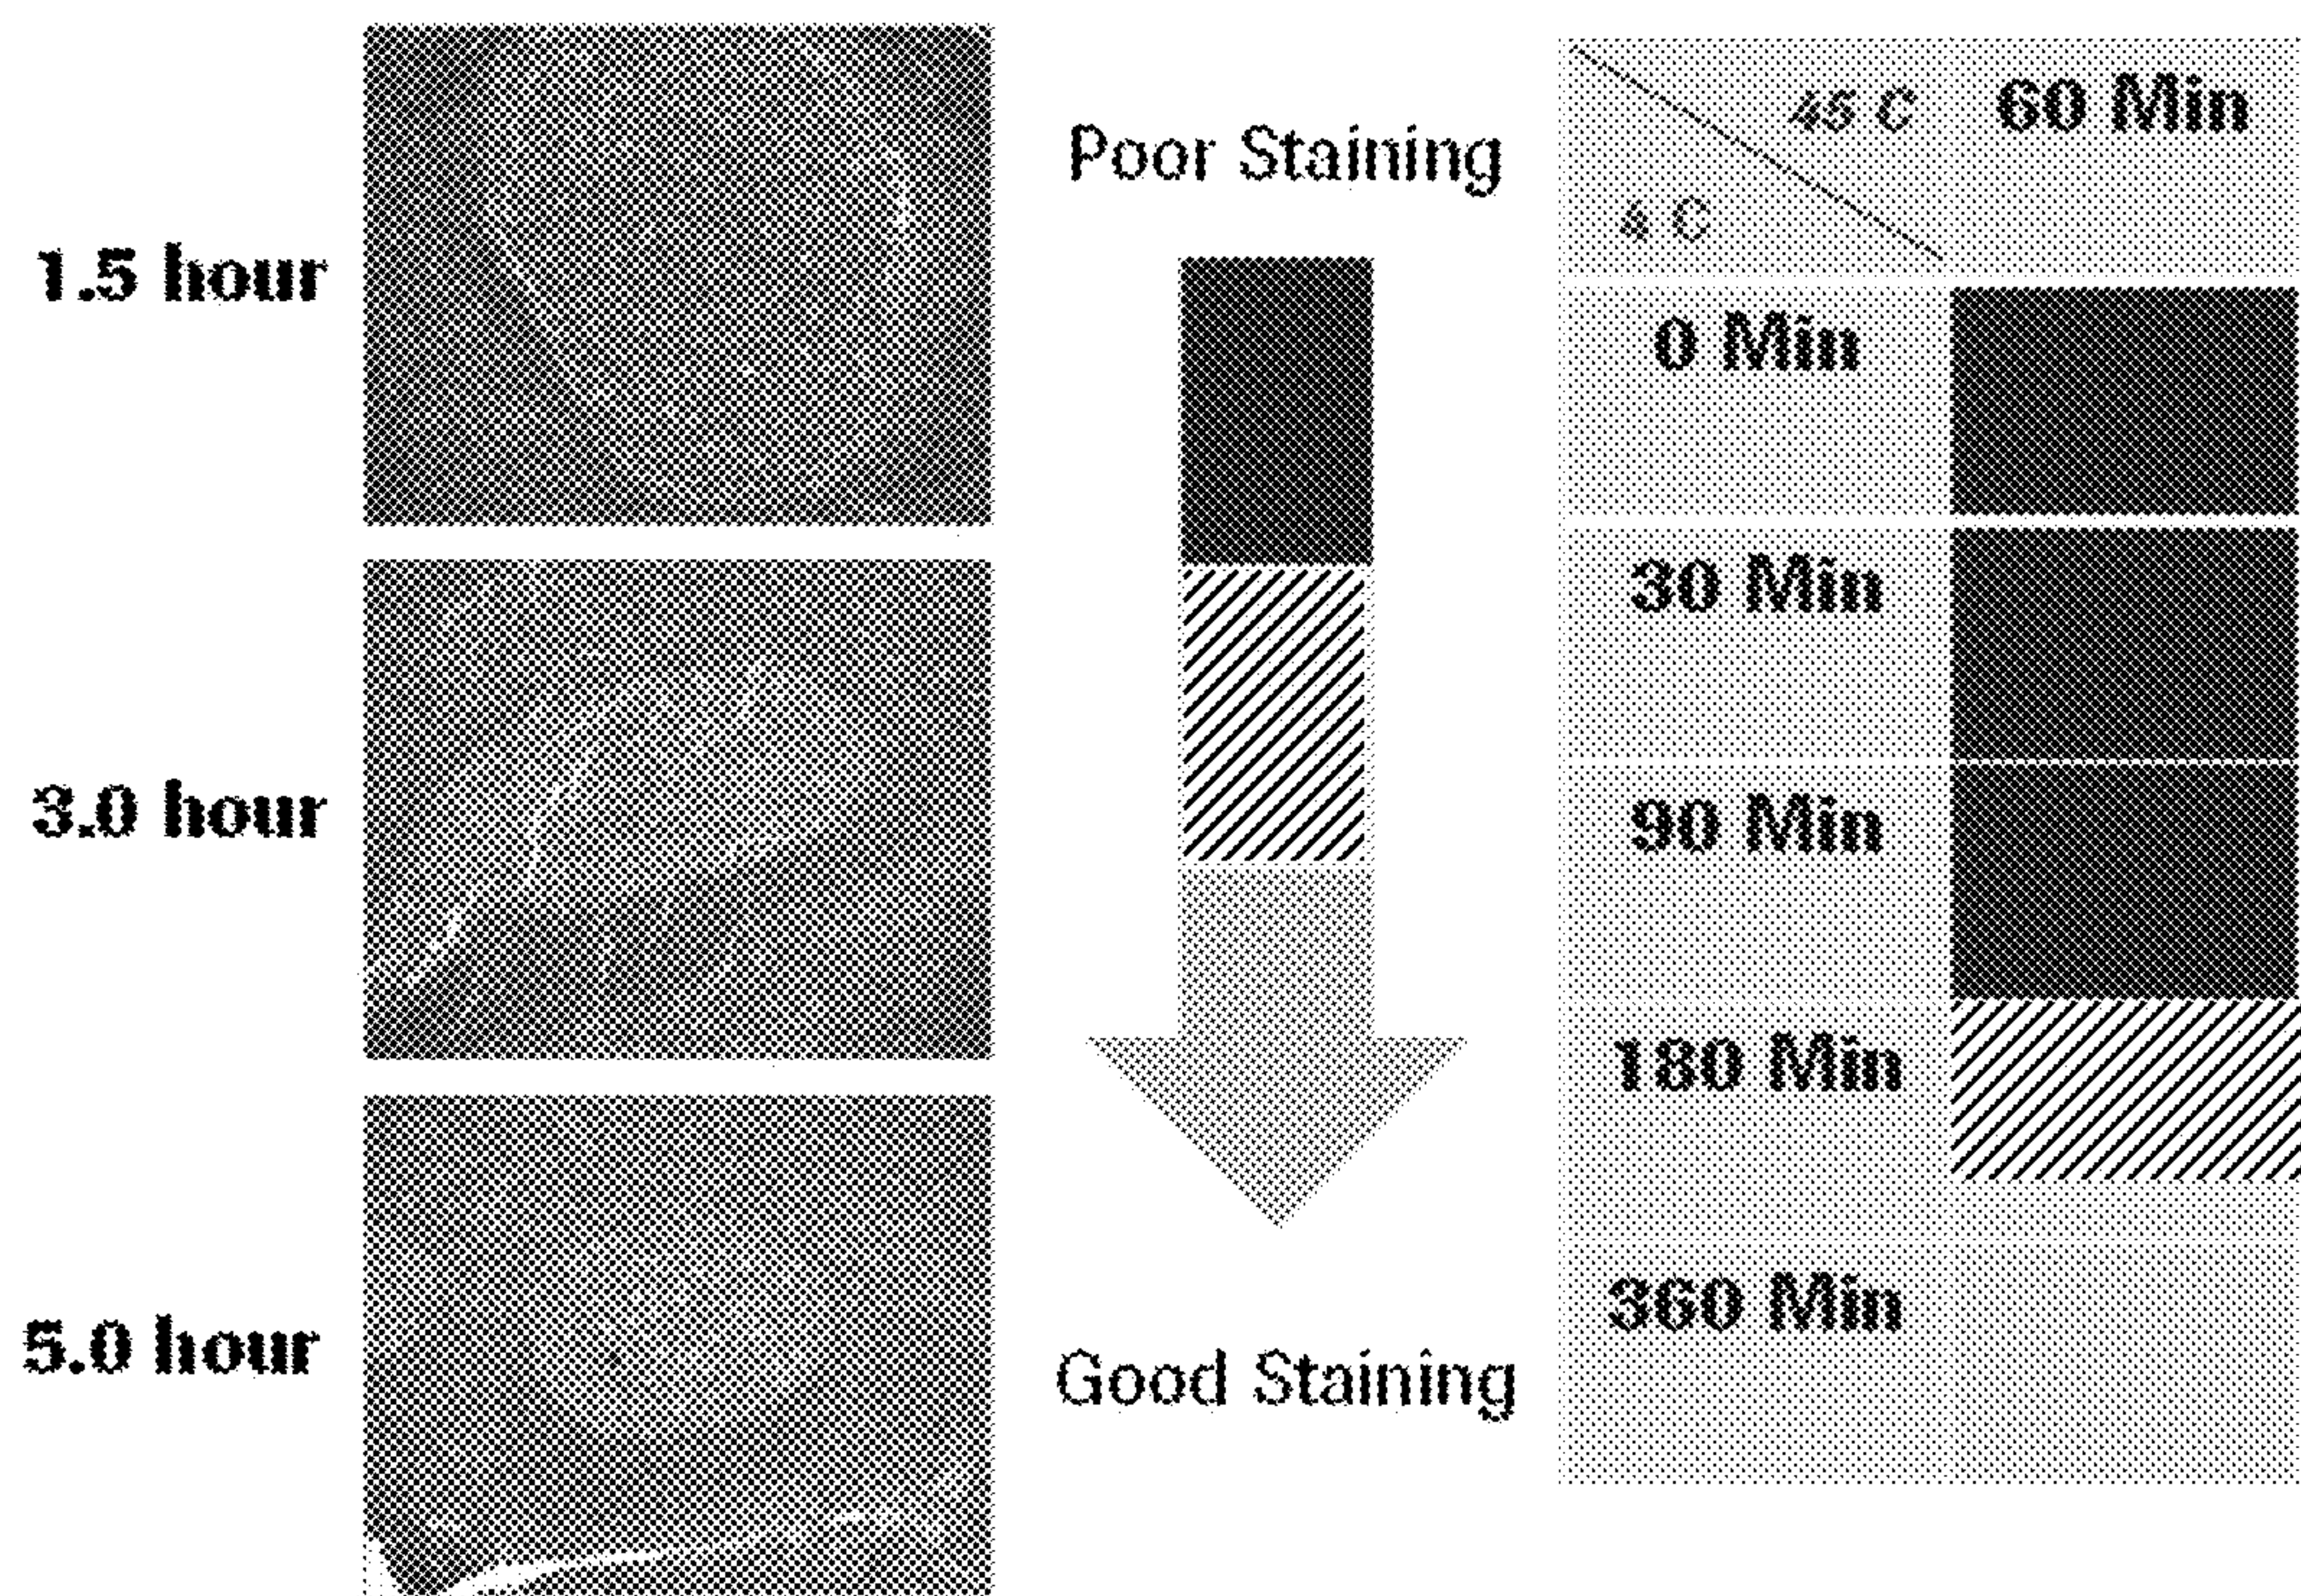 1.5 hour
3.0 hour
5.0 hour
Poor Staining
Good Staining
45 C
60 Min
4 C
0 Min
30 Min
90 Min
180 Min
360 Min